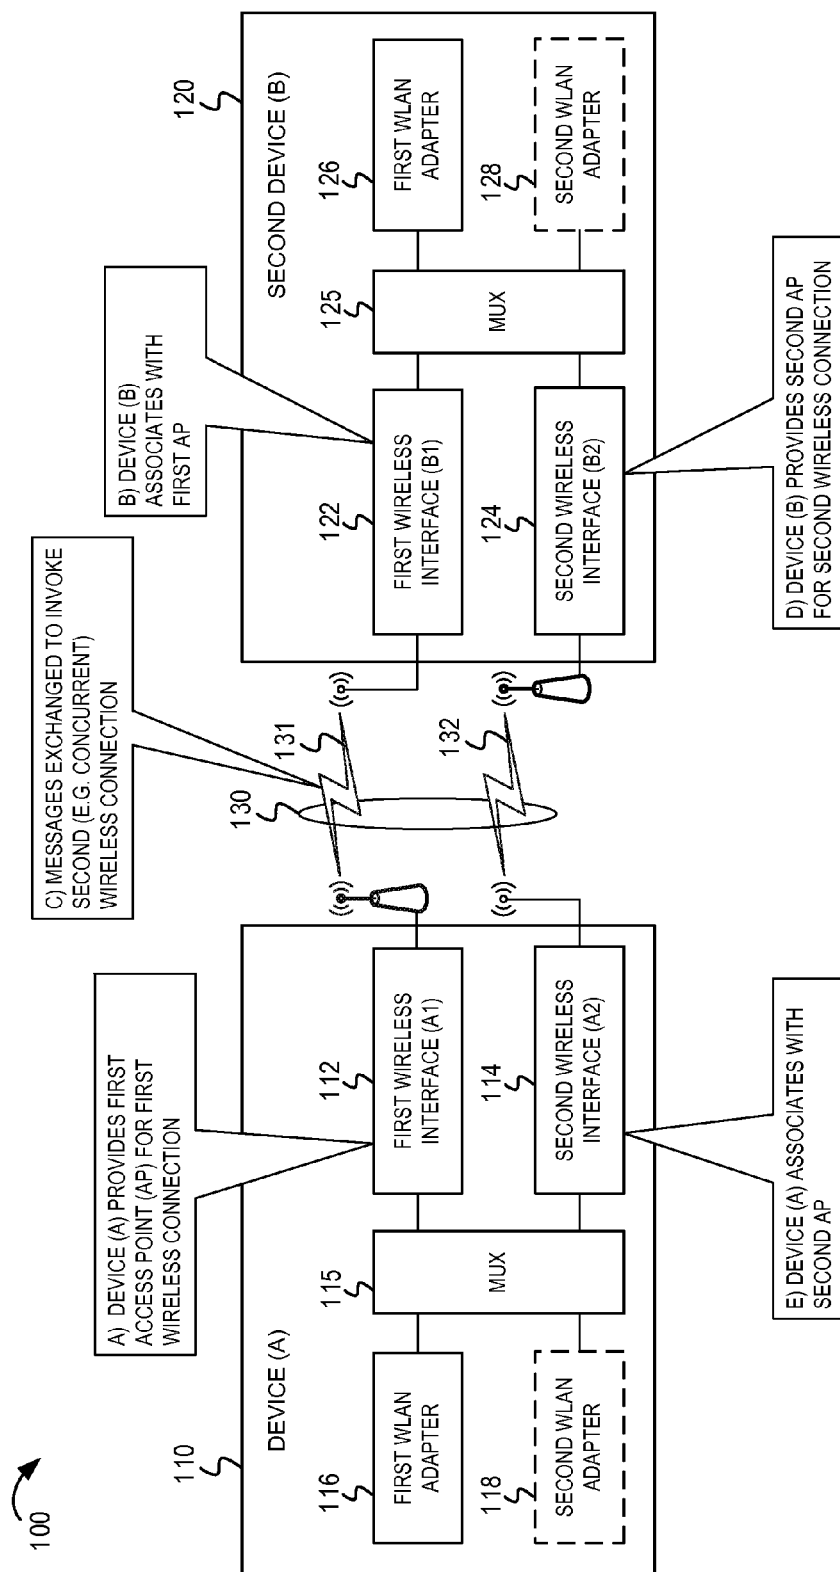 100
A) DEVICE (A) PROVIDES FIRST
ACCESS POINT (AP) FOR FIRST
WIRELESS CONNECTION
C) MESSAGES EXCHANGED TO INVOKE
SECOND (E.G. CONCURRENT)
WIRELESS CONNECTION
B) DEVICE (B)
ASSOCIATES WITH
FIRST AP
110
DEVICE (A)
116
FIRST WLAN
ADAPTER
118
SECOND WLAN
ADAPTER
115
MUX
112
FIRST WIRELESS
INTERFACE (A1)
114
SECOND WIRELESS
INTERFACE (A2)
130
131
132
120
SECOND DEVICE (B)
122
FIRST WIRELESS
INTERFACE (B1)
124
SECOND WIRELESS
INTERFACE (B2)
125
MUX
126
FIRST WLAN
ADAPTER
128
SECOND WLAN
ADAPTER
E) DEVICE (A) ASSOCIATES WITH
SECOND AP
D) DEVICE (B) PROVIDES SECOND AP
FOR SECOND WIRELESS CONNECTION